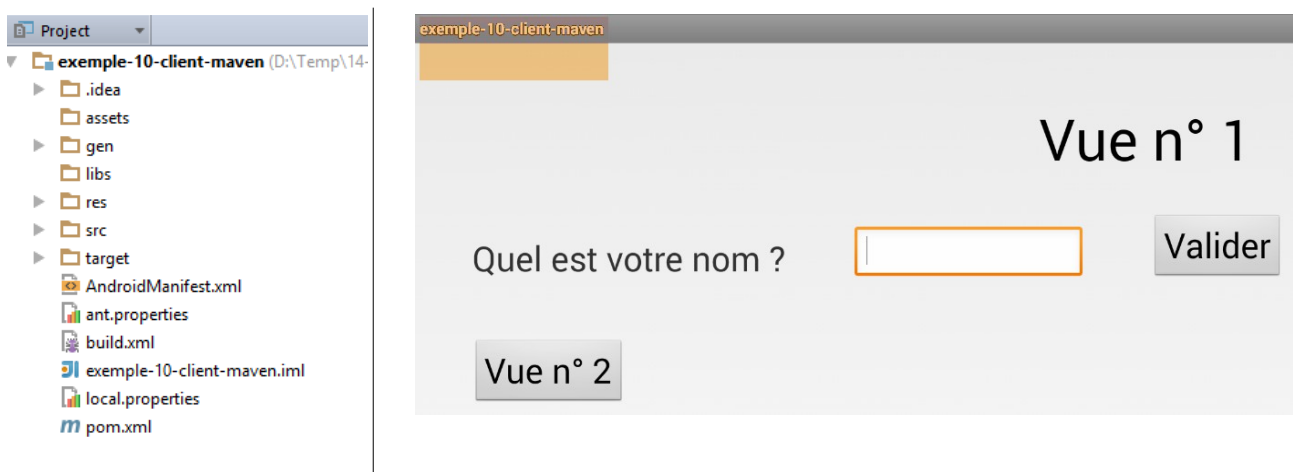 Project
exemple-10-client-maven (D:\Temp\14-
.idea
assets
gen
libs
res
src
target
AndroidManifest.xml
ant.properties
build.xml
exemple-10-client-maven.iml
local.properties
pom.xml
exemple-10-client-maven
Vue n° 1
Quel est votre nom ?
Valider
Vue n° 2